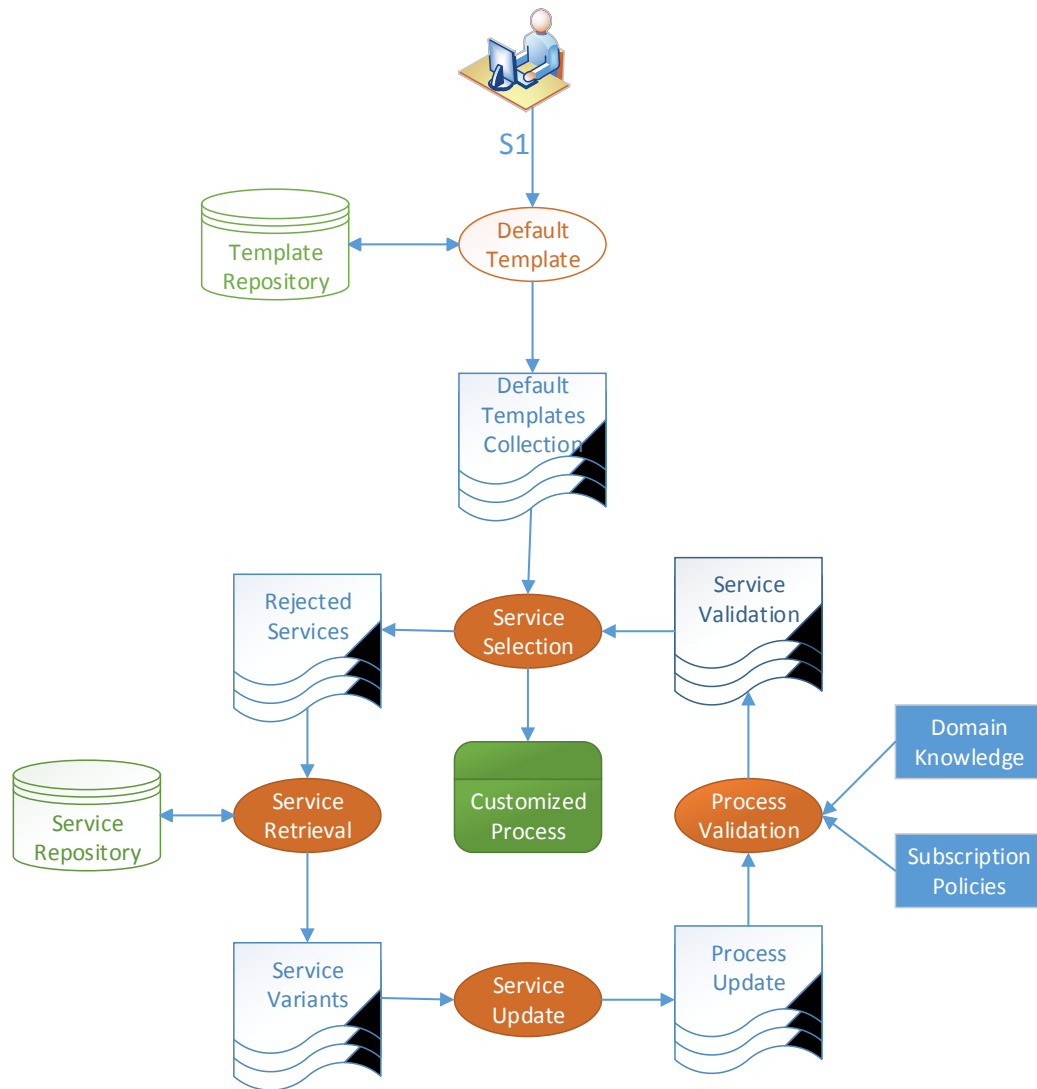 S1
Default
Template
Template
Repository
Default
Templates
Collection
Rejected
Services
Service
Selection
Service
Validation
Domain
Knowledge
Service
Repository
Service
Retrieval
Customized
Process
Process
Validation
Subscription
Policies
Service
Variants
Service
Update
Process
Update